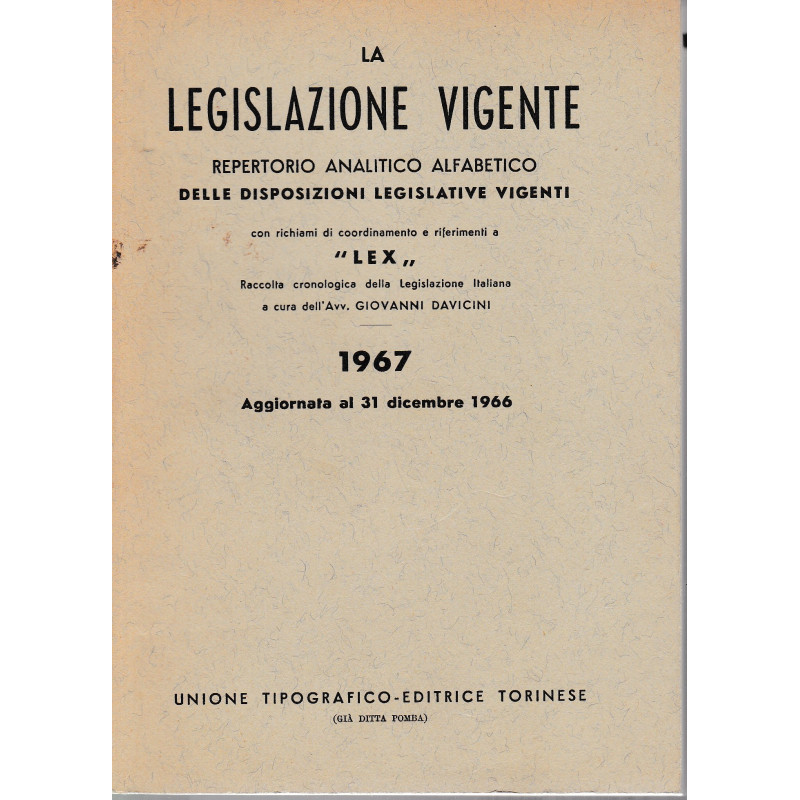 LA
LEGISLAZIONE VIGENTE
REPERTORIO ANALITICO ALFABETICO
DELLE DISPOSIZIONI LEGISLATIVE VIGENTI
con richiami di coordinamento e riferimenti a
"LEX„
Raccolta cronologica della Legislazione Italiana
a cura dell'Avv. GIOVANNI DAVICINI
1967
Aggiornata al 31 dicembre 1966
UNIONE TIPOGRAFICO-EDITRICE TORINESE
(GIÀ DITTA POMBA)